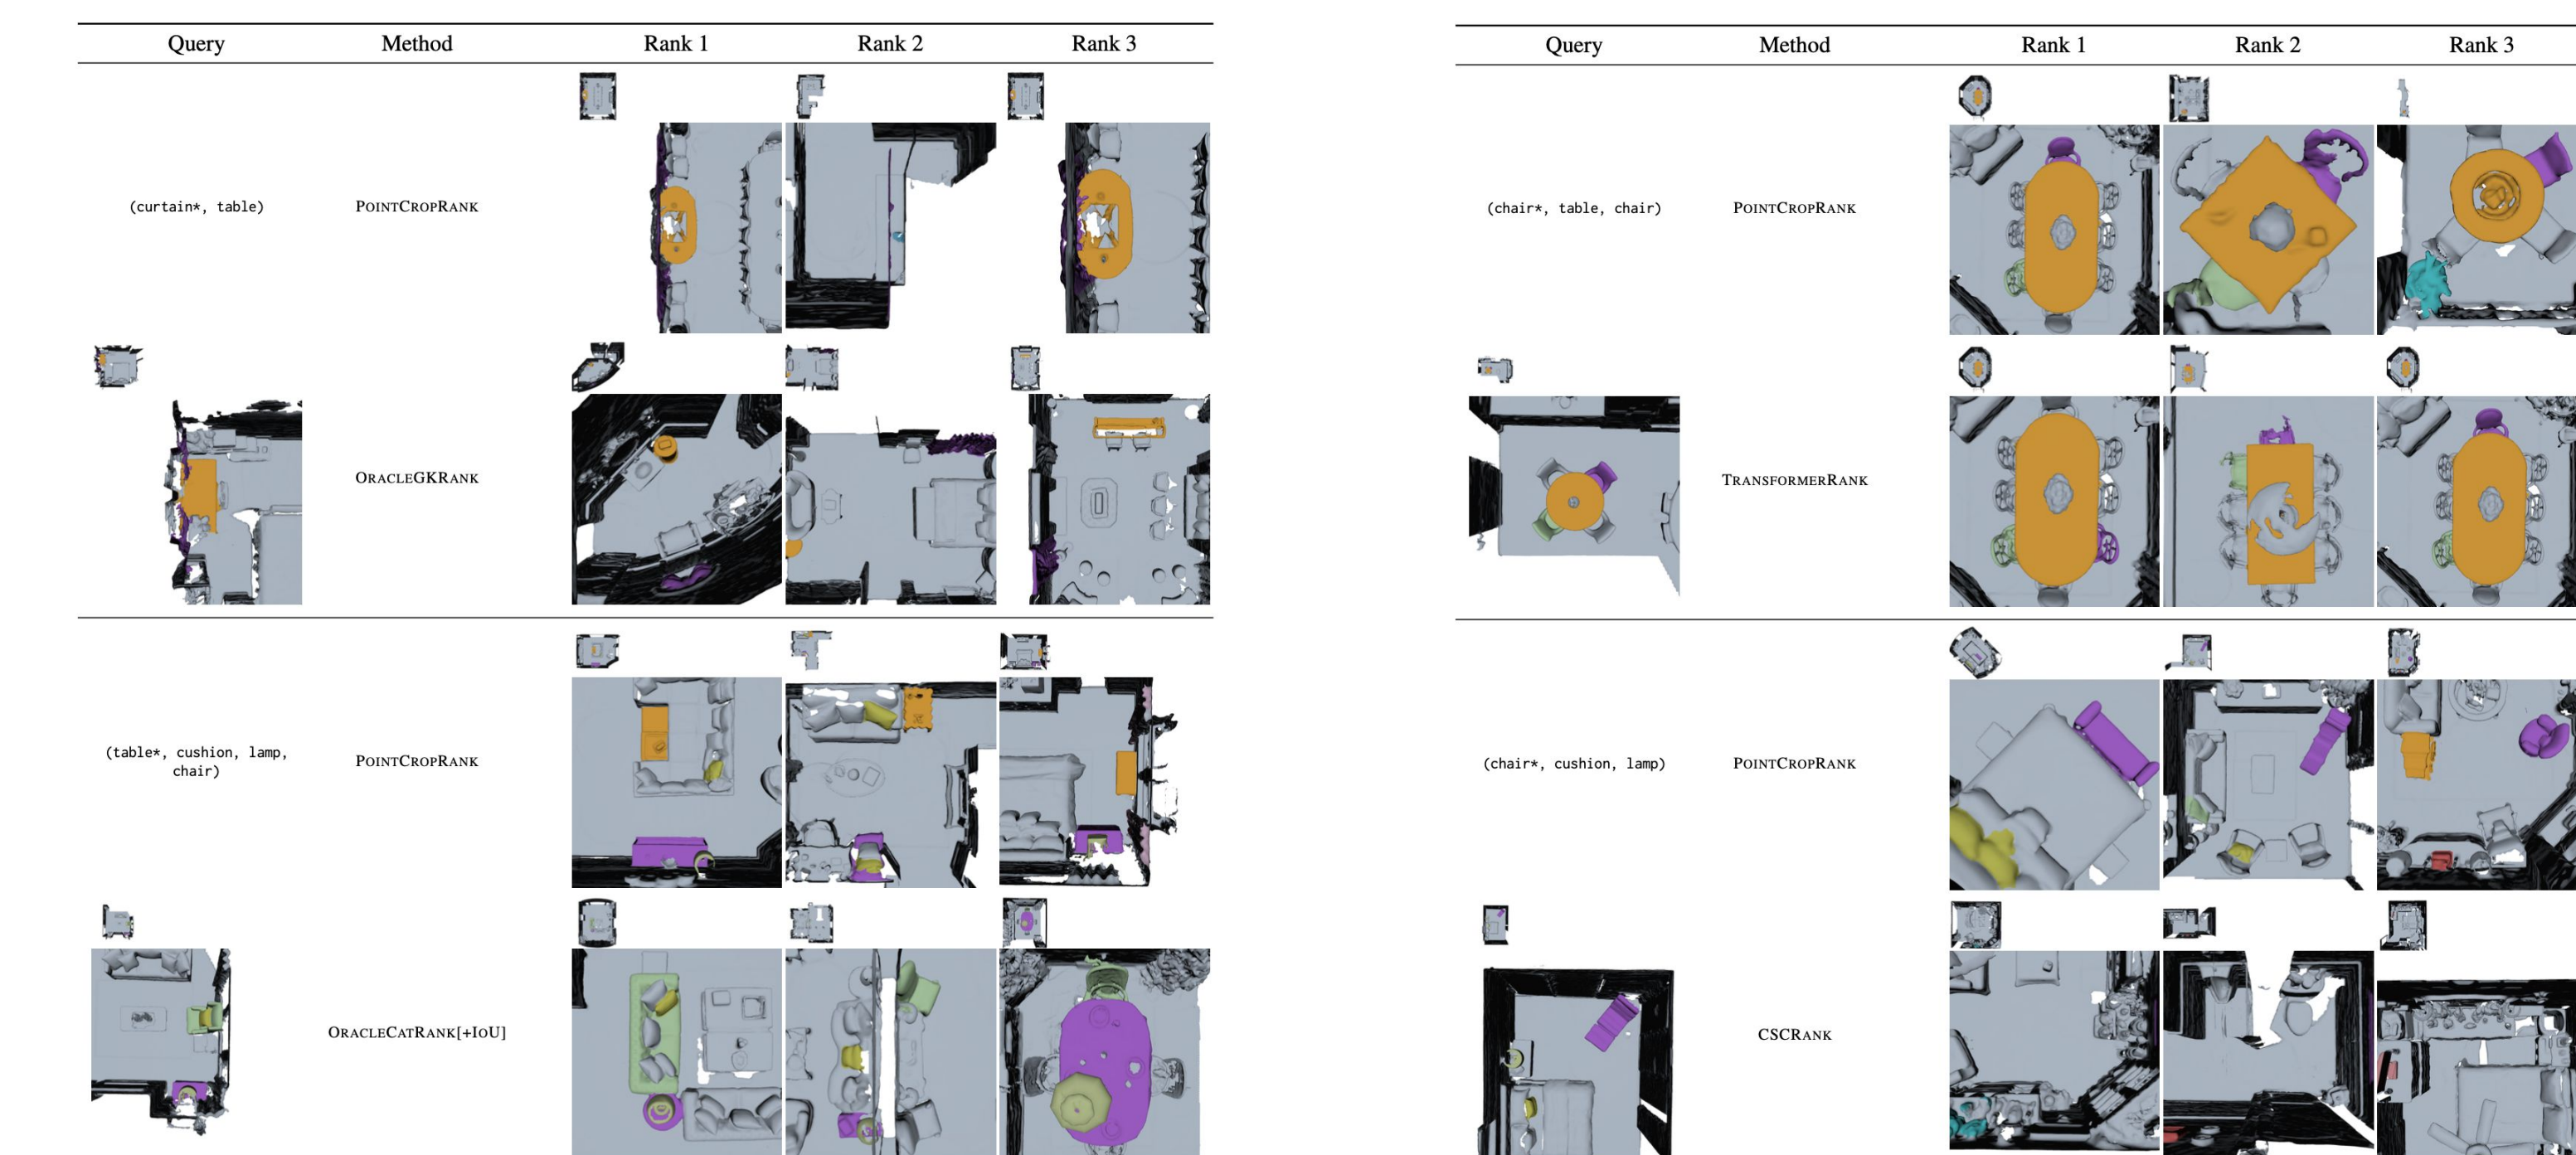 Query Method Rank 1 Rank 2 Rank 3
(curtain*, table) POINTCROPRANK
ORACLEGKRANK
(table*, cushion, lamp,
chair) POINTCROPRANK
ORACLECATRANK[+IOU]
Query Method Rank 1 Rank 2 Rank 3
(chair*, table, chair) POINTCROPRANK
TRANSFORMERRANK
(chair*, cushion, lamp) POINTCROPRANK
CSCRANK